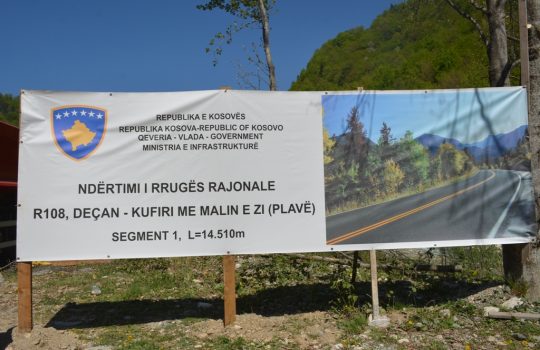 REPUBLIKA E KOSOVËS
REPUBLIKA KOSOVA-REPUBLIC OF KOSOVO
QEVERIA - VLADA - GOVERNMENT
MINISTRIA E INFRASTRUKTURË
NDËRTIMI I RRUGËS RAJONALE
R108, DEÇAN - KUFIRI ME MALIN E ZI (PLAVË)
SEGMENT 1, L=14.510m